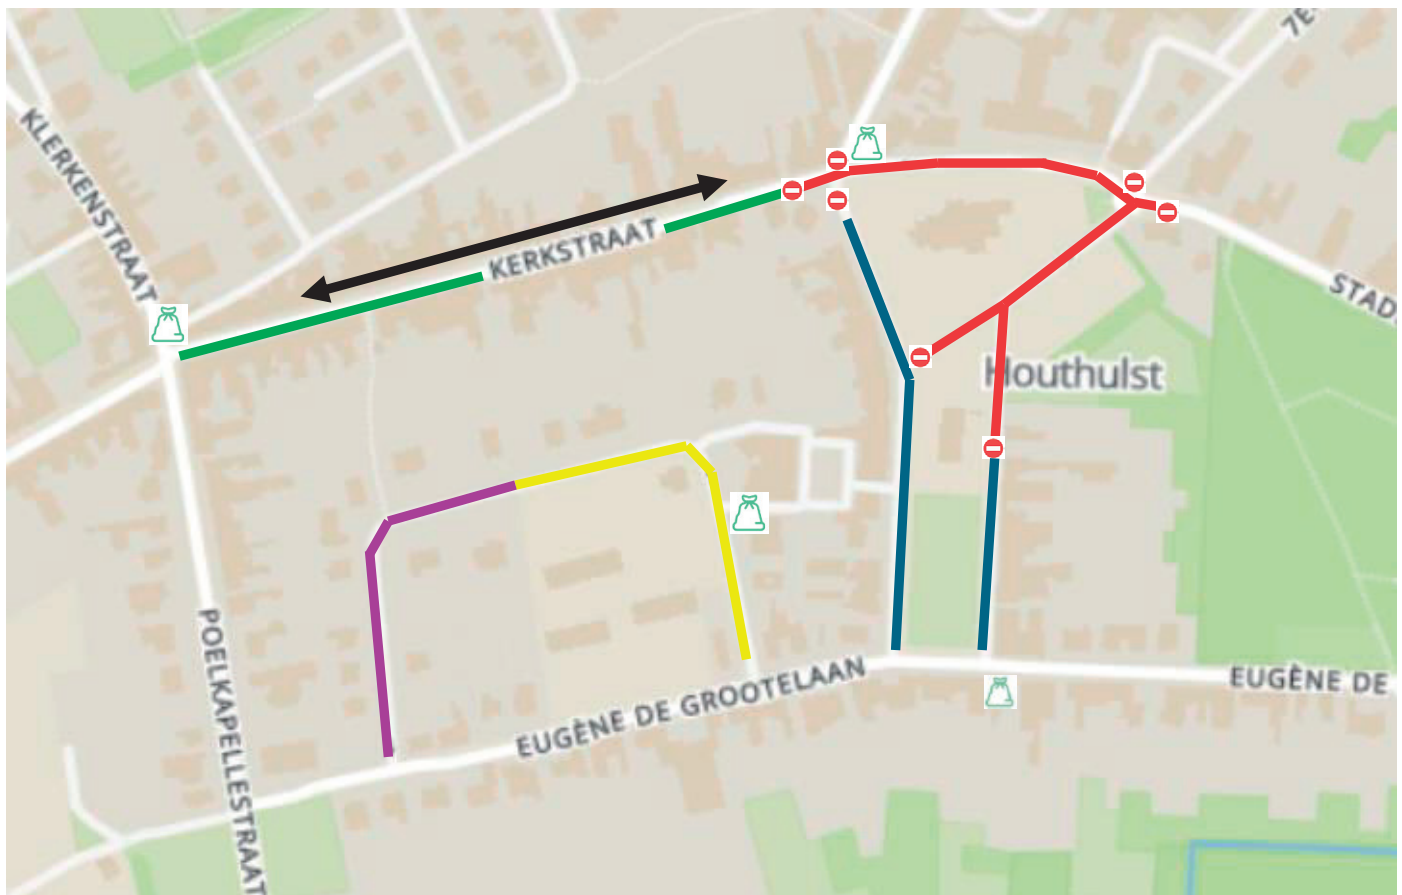 7E
KLERKENSTRAAT
KERKSTRAAT
STAD
Houthulst
POELKAPELLESTRAAT
EUGÈNE DE GROOTELAAN
EUGÈNE DE